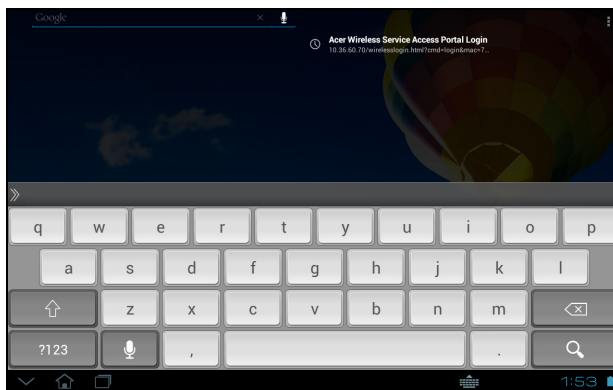 Google
Acer Wireless Service Access Portal Login
10.36.60.70/wirelesslogin.html?cmd=login&mac=7...
q w e r t y u i o p
a s d f g h j k l
z x c v b n m
?123 , .
1:53